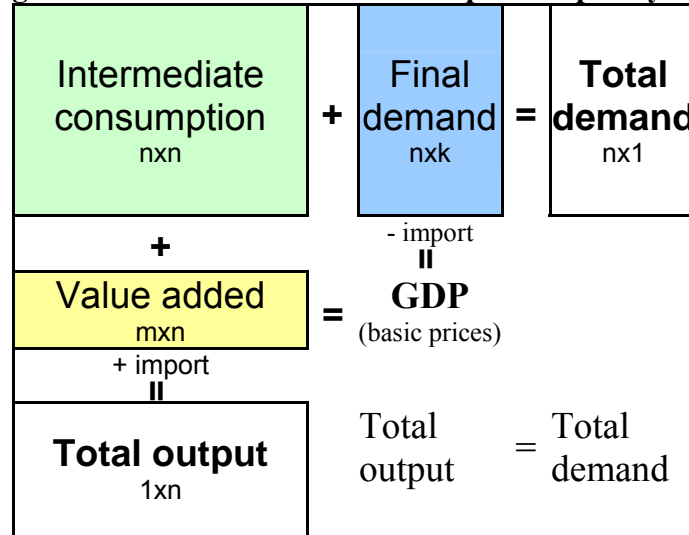 Intermediate consumption nxn + Final demand nxk = Total demand nx1
+
- import
=
Value added mxn = GDP (basic prices)
+ import
=
Total output 1xn
Total output = Total demand